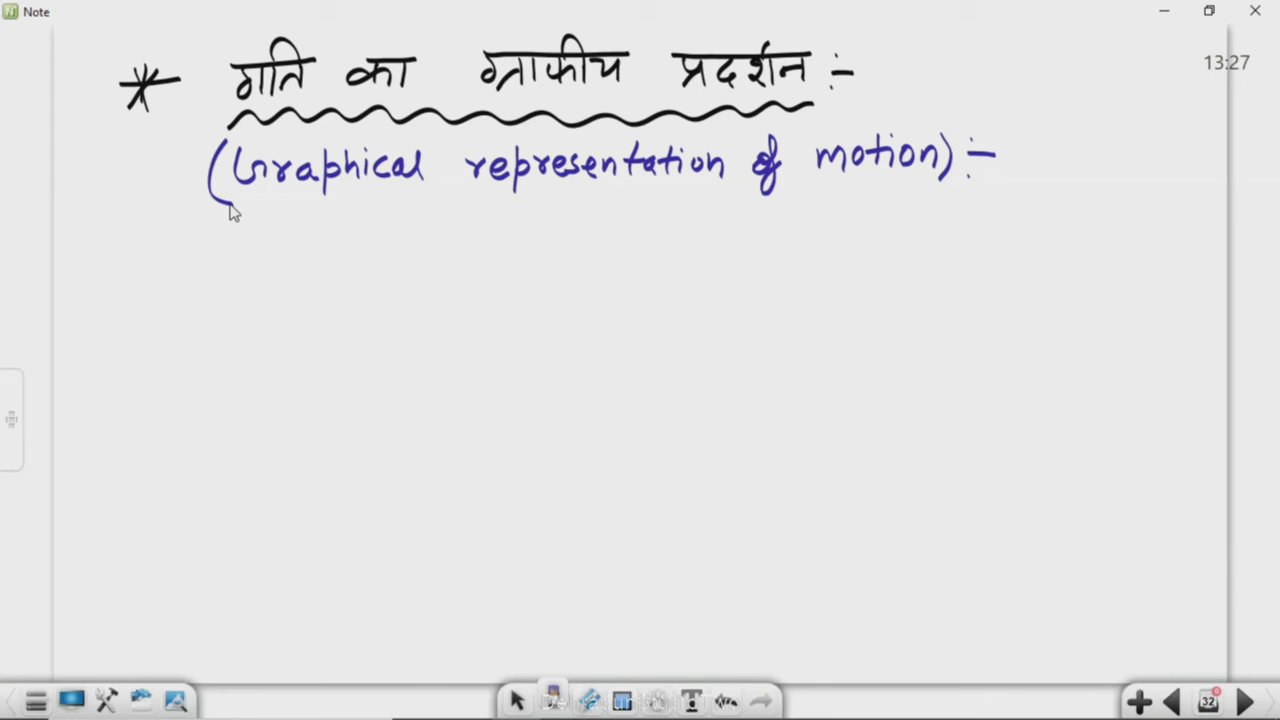 Note
13:27
* गति का ग्राफीय प्रदर्शन :-
(Graphical representation of motion) :-
32